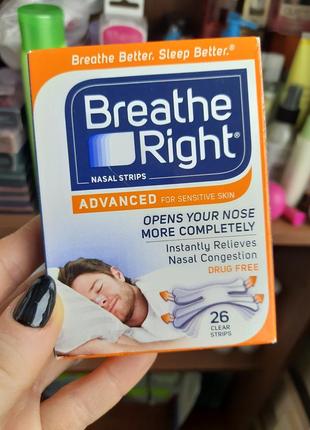 Breathe Better. Sleep Better.®
Breathe
Right®
NASAL STRIPS
ADVANCED FOR SENSITIVE SKIN
OPENS YOUR NOSE
MORE COMPLETELY
Instantly Relieves
Nasal Congestion
DRUG FREE
26
CLEAR
STRIPS